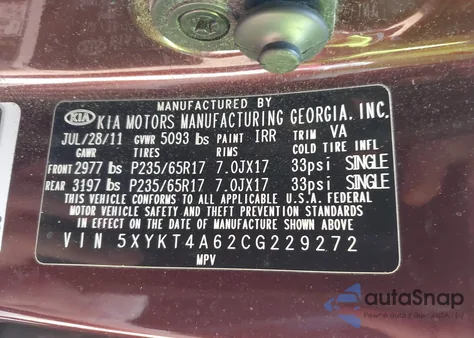 MANUFACTURED BY
KIA KIA MOTORS MANUFACTURING GEORGIA, INC.
JUL/28/11 GVWR 5093 lbs PAINT IRR TRIM VA
GAWR TIRES RIMS COLD TIRE INFL
FRONT 2977 lbs P235/65R17 7.0JX17 33psi SINGLE
REAR 3197 lbs P235/65R17 7.0JX17 33psi SINGLE
THIS VEHICLE CONFORMS TO ALL APPLICABLE U.S.A. FEDERAL
MOTOR VEHICLE SAFETY AND THEFT PREVENTION STANDARDS
IN EFFECT ON THE DATE OF MANUFACTURE SHOWN ABOVE
VIN 5XYKT4A62CG229272
MPV
autoSnap